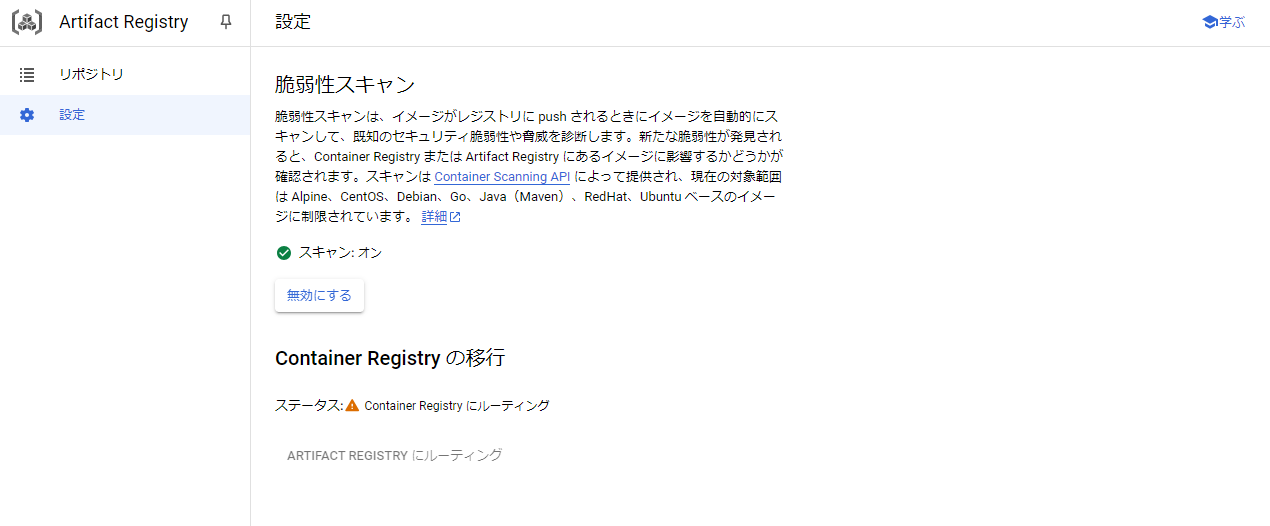 Artifact Registry
設定
学ぶ
リポジトリ
設定
脆弱性スキャン
脆弱性スキャンは、イメージがレジストリに push されるときにイメージを自動的にス
キャンして、既知のセキュリティ脆弱性や脅威を診断します。新たな脆弱性が発見され
ると、Container Registry または Artifact Registry にあるイメージに影響するかどうかが
確認されます。スキャンは Container Scanning API によって提供され、現在の対象範囲
は Alpine、CentOS、Debian、Go、Java（Maven）、RedHat、Ubuntu ベースのイメー
ジに制限されています。 詳細
スキャン: オン
無効にする
Container Registry の移行
ステータス: Container Registry にルーティング
ARTIFACT REGISTRY にルーティング